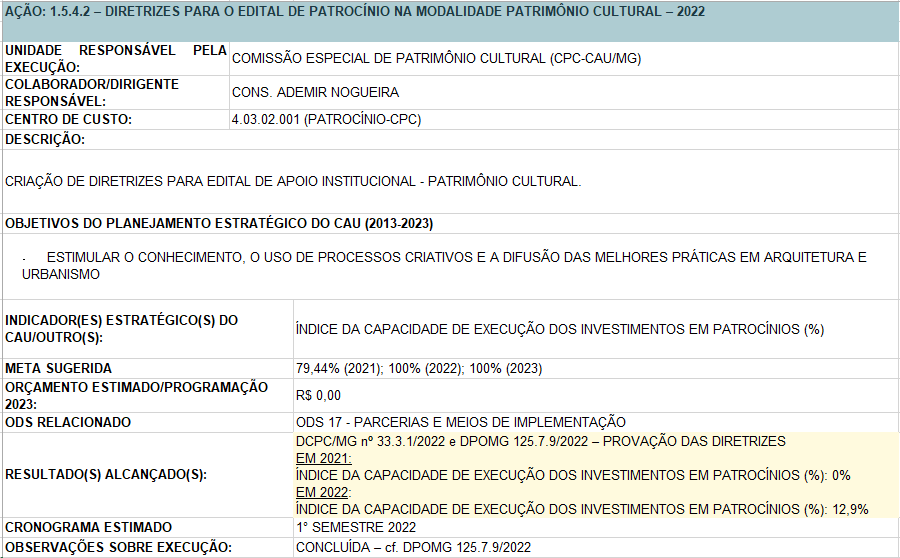 AÇÃO: 1.5.4.2 – DIRETRIZES PARA O EDITAL DE PATROCÍNIO NA MODALIDADE PATRIMÔNIO CULTURAL – 2022
UNIDADE RESPONSÁVEL PELA
EXECUÇÃO:
COMISSÃO ESPECIAL DE PATRIMÔNIO CULTURAL (CPC-CAU/MG)
COLABORADOR/DIRIGENTE
RESPONSÁVEL:
CONS. ADEMIR NOGUEIRA
CENTRO DE CUSTO:
4.03.02.001 (PATROCÍNIO-CPC)
DESCRIÇÃO:
CRIAÇÃO DE DIRETRIZES PARA EDITAL DE APOIO INSTITUCIONAL - PATRIMÔNIO CULTURAL.
OBJETIVOS DO PLANEJAMENTO ESTRATÉGICO DO CAU (2013-2023)
- ESTIMULAR O CONHECIMENTO, O USO DE PROCESSOS CRIATIVOS E A DIFUSÃO DAS MELHORES PRÁTICAS EM ARQUITETURA E
URBANISMO
INDICADOR(ES) ESTRATÉGICO(S) DO
CAU/OUTRO(S):
ÍNDICE DA CAPACIDADE DE EXECUÇÃO DOS INVESTIMENTOS EM PATROCÍNIOS (%)
META SUGERIDA
79,44% (2021); 100% (2022); 100% (2023)
ORÇAMENTO ESTIMADO/PROGRAMAÇÃO
2023:
R$ 0,00
ODS RELACIONADO
ODS 17 - PARCERIAS E MEIOS DE IMPLEMENTAÇÃO
RESULTADO(S) ALCANÇADO(S):
DCPC/MG nº 33.3.1/2022 e DPOMG 125.7.9/2022 – PROVAÇÃO DAS DIRETRIZES
EM 2021:
ÍNDICE DA CAPACIDADE DE EXECUÇÃO DOS INVESTIMENTOS EM PATROCÍNIOS (%): 0%
EM 2022:
ÍNDICE DA CAPACIDADE DE EXECUÇÃO DOS INVESTIMENTOS EM PATROCÍNIOS (%): 12,9%
CRONOGRAMA ESTIMADO
1° SEMESTRE 2022
OBSERVAÇÕES SOBRE EXECUÇÃO:
CONCLUÍDA – cf. DPOMG 125.7.9/2022